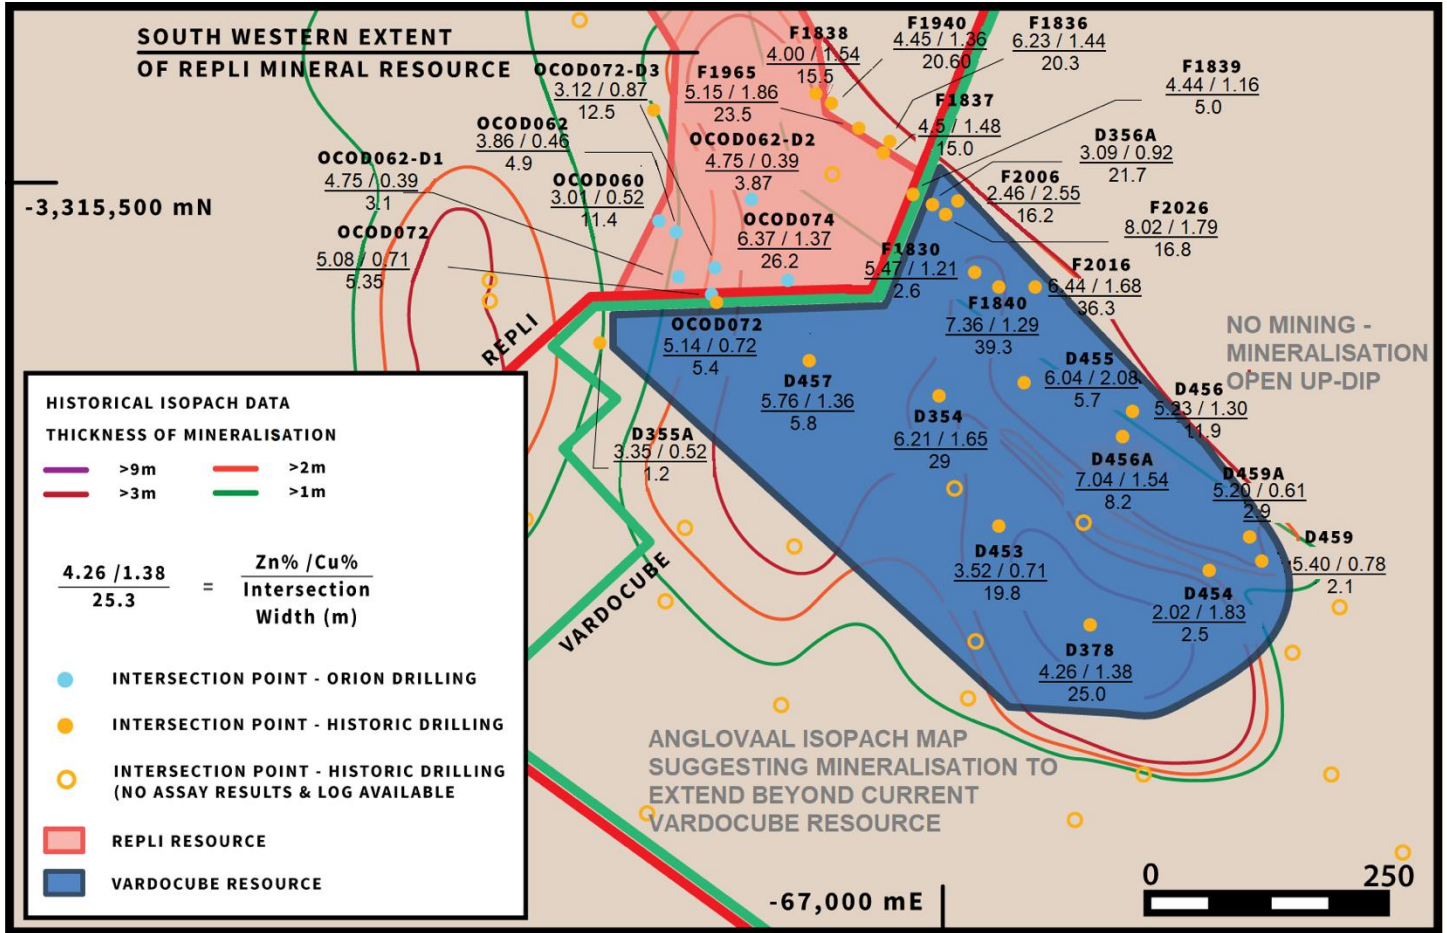 SOUTH WESTERN EXTENT
OF REPLI MINERAL RESOURCE
-3,315,500 mN
OCOD072-D3
3.12 / 0.87
12.5
F1965
5.15 / 1.86
23.5
F1838
4.00 / 1.54
15.5
F1940
4.45 / 1.36
20.60
F1836
6.23 / 1.44
20.3
F1839
4.44 / 1.16
5.0
F1837
4.5 / 1.48
15.0
D356A
3.09 / 0.92
21.7
F2006
2.46 / 2.55
16.2
F2026
8.02 / 1.79
16.8
OCOD062
3.86 / 0.46
4.9
OCOD062-D2
4.75 / 0.39
3.87
OCOD062-D1
4.75 / 0.39
3.1
OCOD060
3.01 / 0.52
11.4
OCOD074
6.37 / 1.37
26.2
OCOD072
5.08 / 0.71
5.35
F1830
5.47 / 1.21
2.6
F2016
6.44 / 1.68
36.3
F1840
7.36 / 1.29
39.3
NO MINING -
MINERALISATION
OPEN UP-DIP
REPLI
OCOD072
5.14 / 0.72
5.4
D457
5.76 / 1.36
5.8
D455
6.04 / 2.08
5.7
D456
5.23 / 1.30
11.9
D354
6.21 / 1.65
29
D355A
3.35 / 0.52
1.2
D456A
7.04 / 1.54
8.2
D459A
5.20 / 0.61
2.9
D459
5.40 / 0.78
2.1
D453
3.52 / 0.71
19.8
D454
2.02 / 1.83
2.5
D378
4.26 / 1.38
25.0
VARDOCUBE
ANGLOVAAL ISOPACH MAP
SUGGESTING MINERALISATION TO
EXTEND BEYOND CURRENT
VARDOCUBE RESOURCE
-67,000 mE
0 250
HISTORICAL ISOPACH DATA
THICKNESS OF MINERALISATION
>9m >2m
>3m >1m
4.26 /1.38
25.3
=
Zn% /Cu%
Intersection
Width (m)
INTERSECTION POINT - ORION DRILLING
INTERSECTION POINT - HISTORIC DRILLING
INTERSECTION POINT - HISTORIC DRILLING
(NO ASSAY RESULTS & LOG AVAILABLE
REPLI RESOURCE
VARDOCUBE RESOURCE